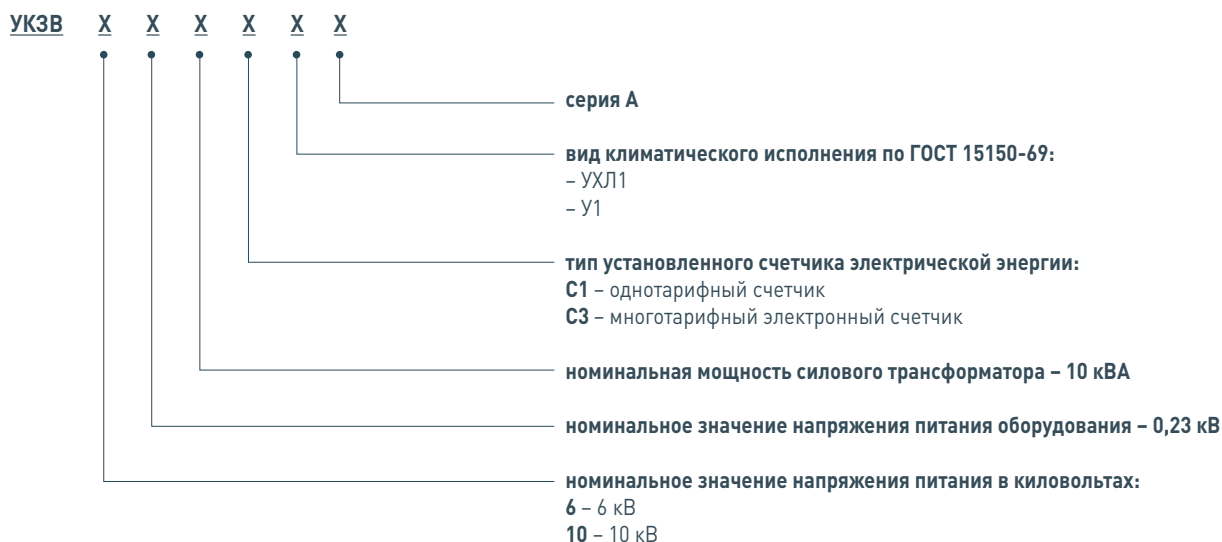 УКЗВ X X X X X X
серия А
вид климатического исполнения по ГОСТ 15150-69:
– УХЛ1
– У1
тип установленного счетчика электрической энергии:
С1 – однотарифный счетчик
С3 – многотарифный электронный счетчик
номинальная мощность силового трансформатора – 10 кВА
номинальное значение напряжения питания оборудования – 0,23 кВ
номинальное значение напряжения питания в киловольтах:
6 – 6 кВ
10 – 10 кВ